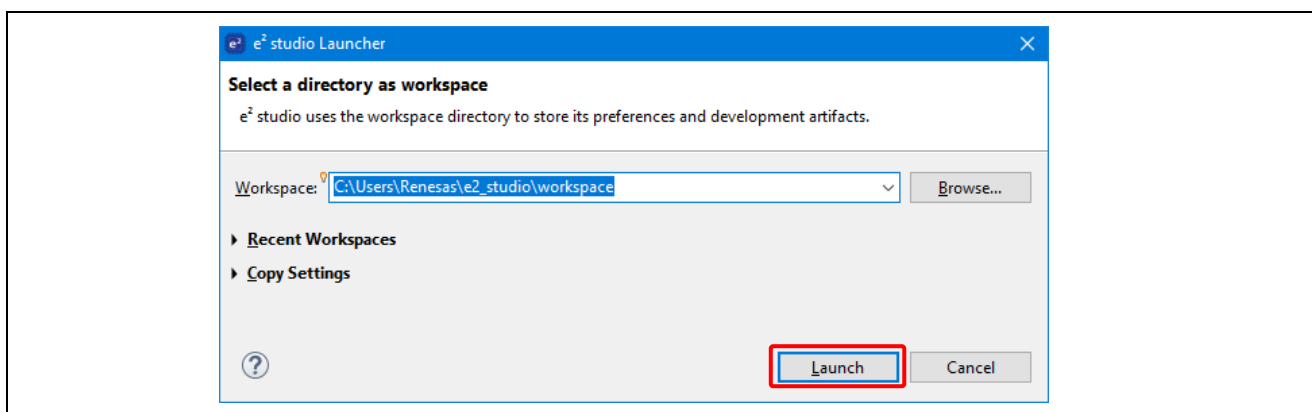 e² e² studio Launcher
Select a directory as workspace
e² studio uses the workspace directory to store its preferences and development artifacts.
Workspace: C:\Users\Renesas\e2_studio\workspace Browse...
Recent Workspaces
Copy Settings
? Launch Cancel